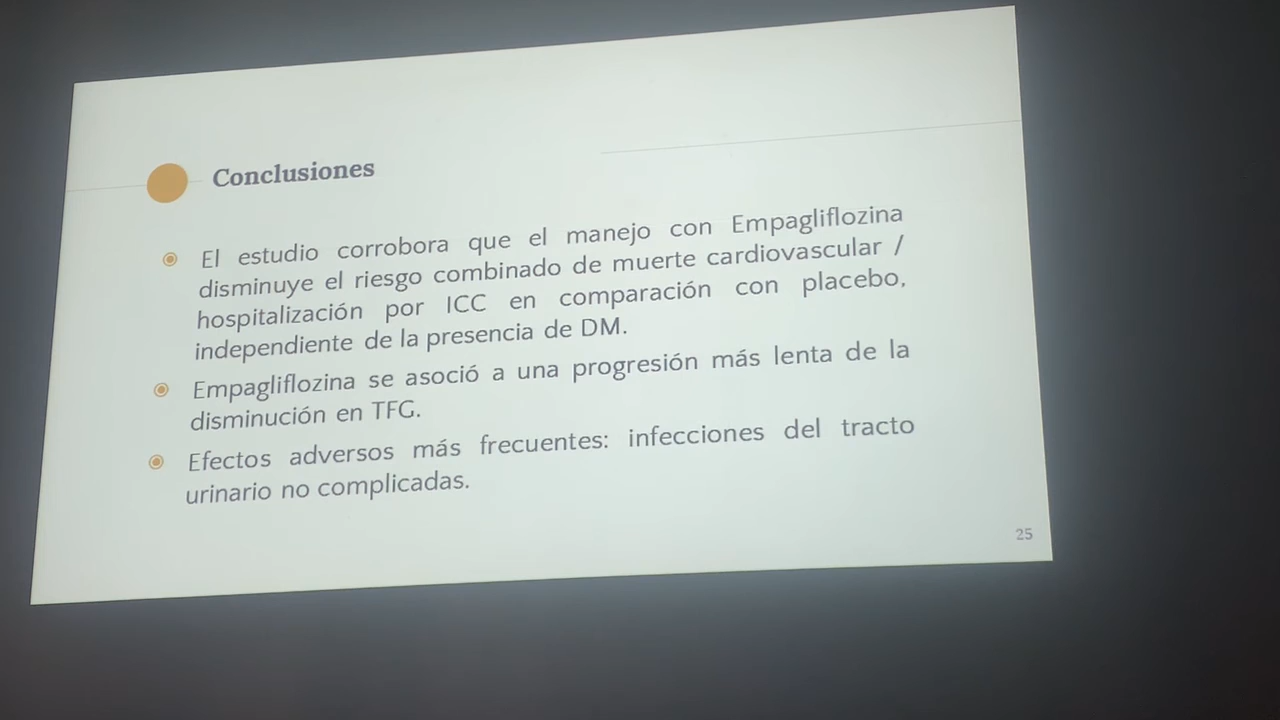 Conclusiones
El estudio corrobora que el manejo con Empagliflozina
disminuye el riesgo combinado de muerte cardiovascular /
hospitalización por ICC en comparación con placebo,
independiente de la presencia de DM.
Empagliflozina se asoció a una progresión más lenta de la
disminución en TFG.
Efectos adversos más frecuentes: infecciones del tracto
urinario no complicadas.
25